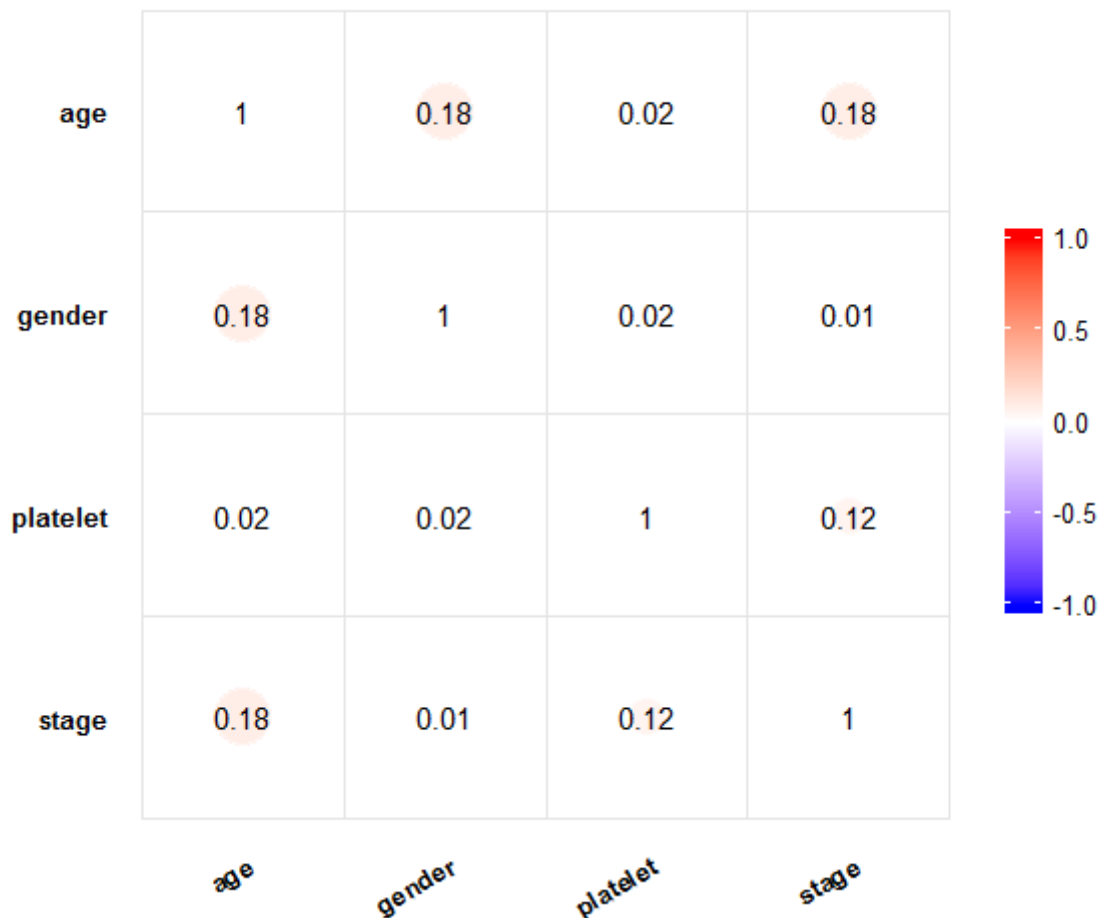 age 1 0.18 0.02 0.18
1.0
gender 0.18 1 0.02 0.01
0.5
0.0
platelet 0.02 0.02 1 0.12
-0.5
-1.0
stage 0.18 0.01 0.12 1
age gender platelet stage